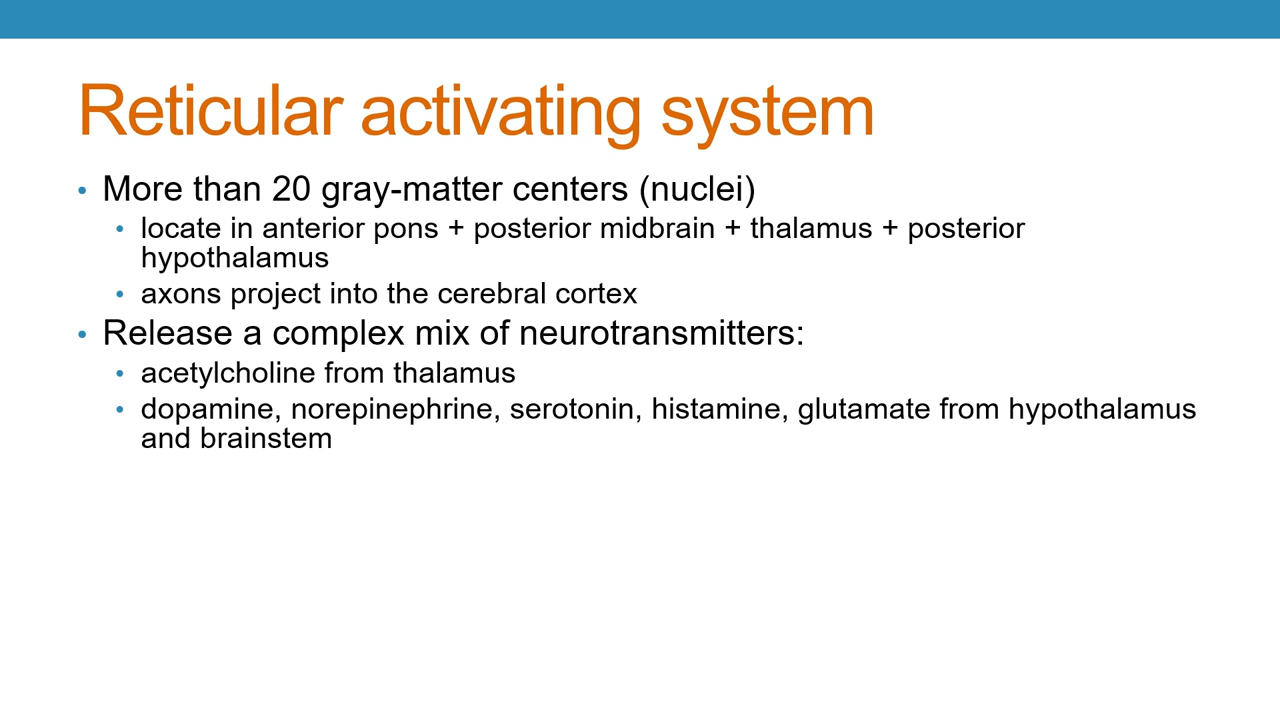 Reticular activating system
• More than 20 gray-matter centers (nuclei)
• locate in anterior pons + posterior midbrain + thalamus + posterior
hypothalamus
• axons project into the cerebral cortex
• Release a complex mix of neurotransmitters:
• acetylcholine from thalamus
• dopamine, norepinephrine, serotonin, histamine, glutamate from hypothalamus
and brainstem